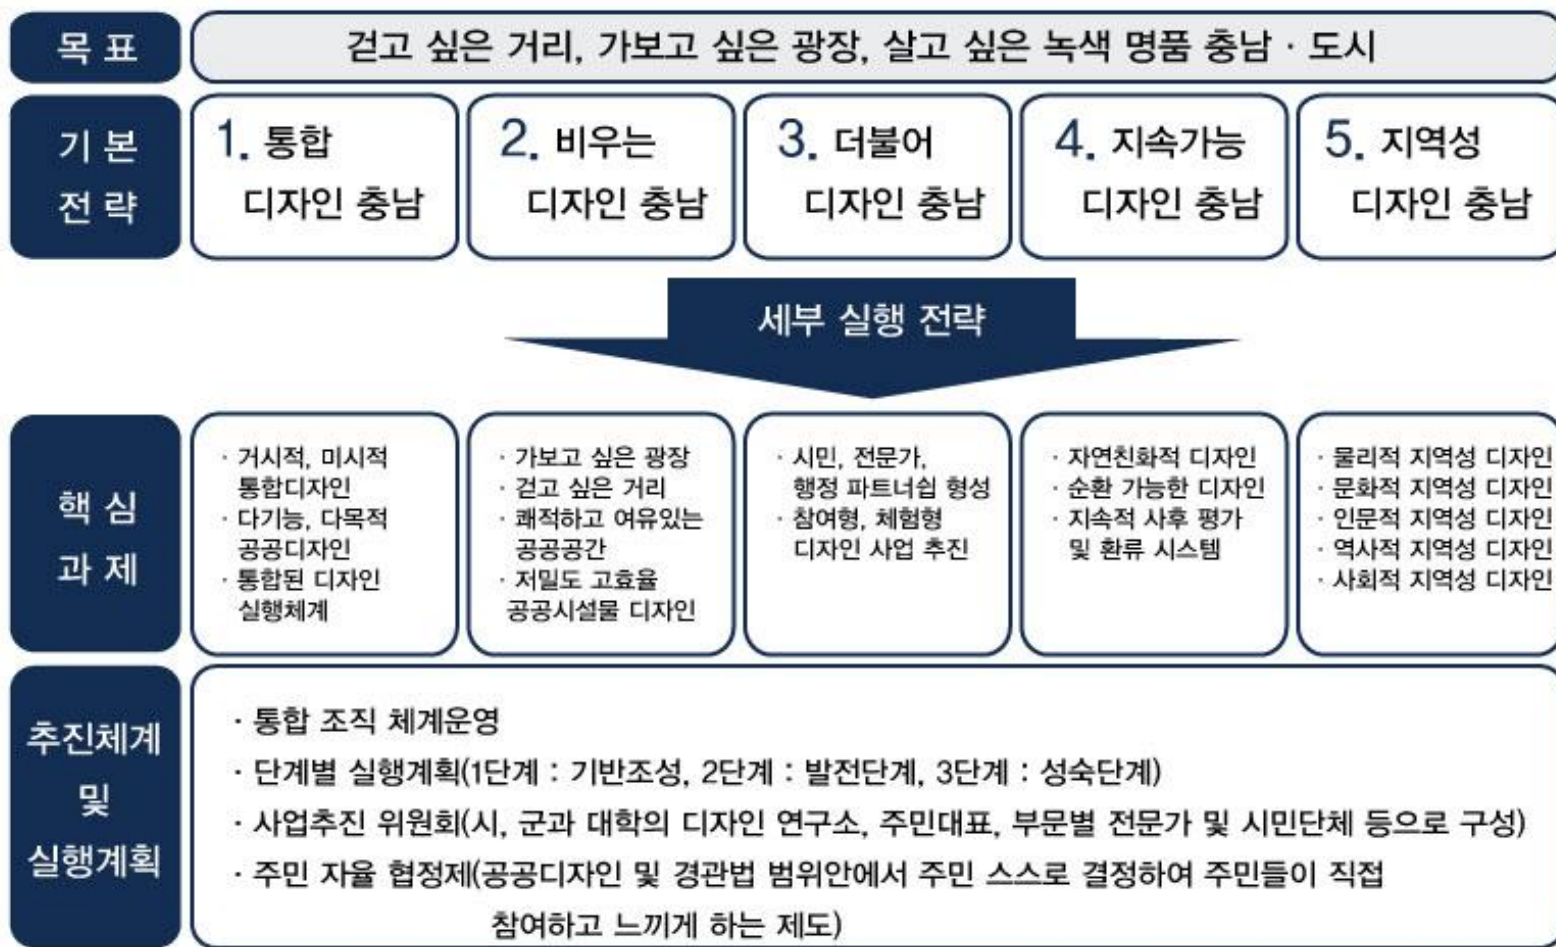 목 표
걷고 싶은 거리, 가보고 싶은 광장, 살고 싶은 녹색 명품 충남 · 도시
기 본
전 략
1. 통합
디자인 충남
2. 비우는
디자인 충남
3. 더불어
디자인 충남
4. 지속가능
디자인 충남
5. 지역성
디자인 충남
세부 실행 전략
핵 심
과 제
· 거시적, 미시적
통합디자인
· 다기능, 다목적
공공디자인
· 통합된 디자인
실행체계
· 가보고 싶은 광장
· 걷고 싶은 거리
· 쾌적하고 여유있는
공공공간
· 저밀도 고효율
공공시설물 디자인
· 시민, 전문가,
행정 파트너쉽 형성
· 참여형, 체험형
디자인 사업 추진
· 자연친화적 디자인
· 순환 가능한 디자인
· 지속적 사후 평가
및 환류 시스템
· 물리적 지역성 디자인
· 문화적 지역성 디자인
· 인문적 지역성 디자인
· 역사적 지역성 디자인
· 사회적 지역성 디자인
추진체계
및
실행계획
· 통합 조직 체계운영
· 단계별 실행계획(1단계 : 기반조성, 2단계 : 발전단계, 3단계 : 성숙단계)
· 사업추진 위원회(시, 군과 대학의 디자인 연구소, 주민대표, 부문별 전문가 및 시민단체 등으로 구성)
· 주민 자율 협정제(공공디자인 및 경관법 범위안에서 주민 스스로 결정하여 주민들이 직접
참여하고 느끼게 하는 제도)